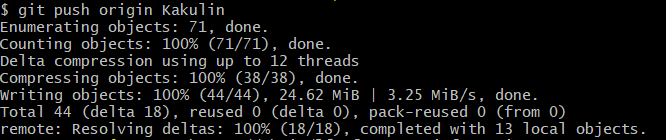 $ git push origin Kakulin
Enumerating objects: 71, done.
Counting objects: 100% (71/71), done.
Delta compression using up to 12 threads
Compressing objects: 100% (38/38), done.
Writing objects: 100% (44/44), 24.62 MiB | 3.25 MiB/s, done.
Total 44 (delta 18), reused 0 (delta 0), pack-reused 0 (from 0)
remote: Resolving deltas: 100% (18/18), completed with 13 local objects.